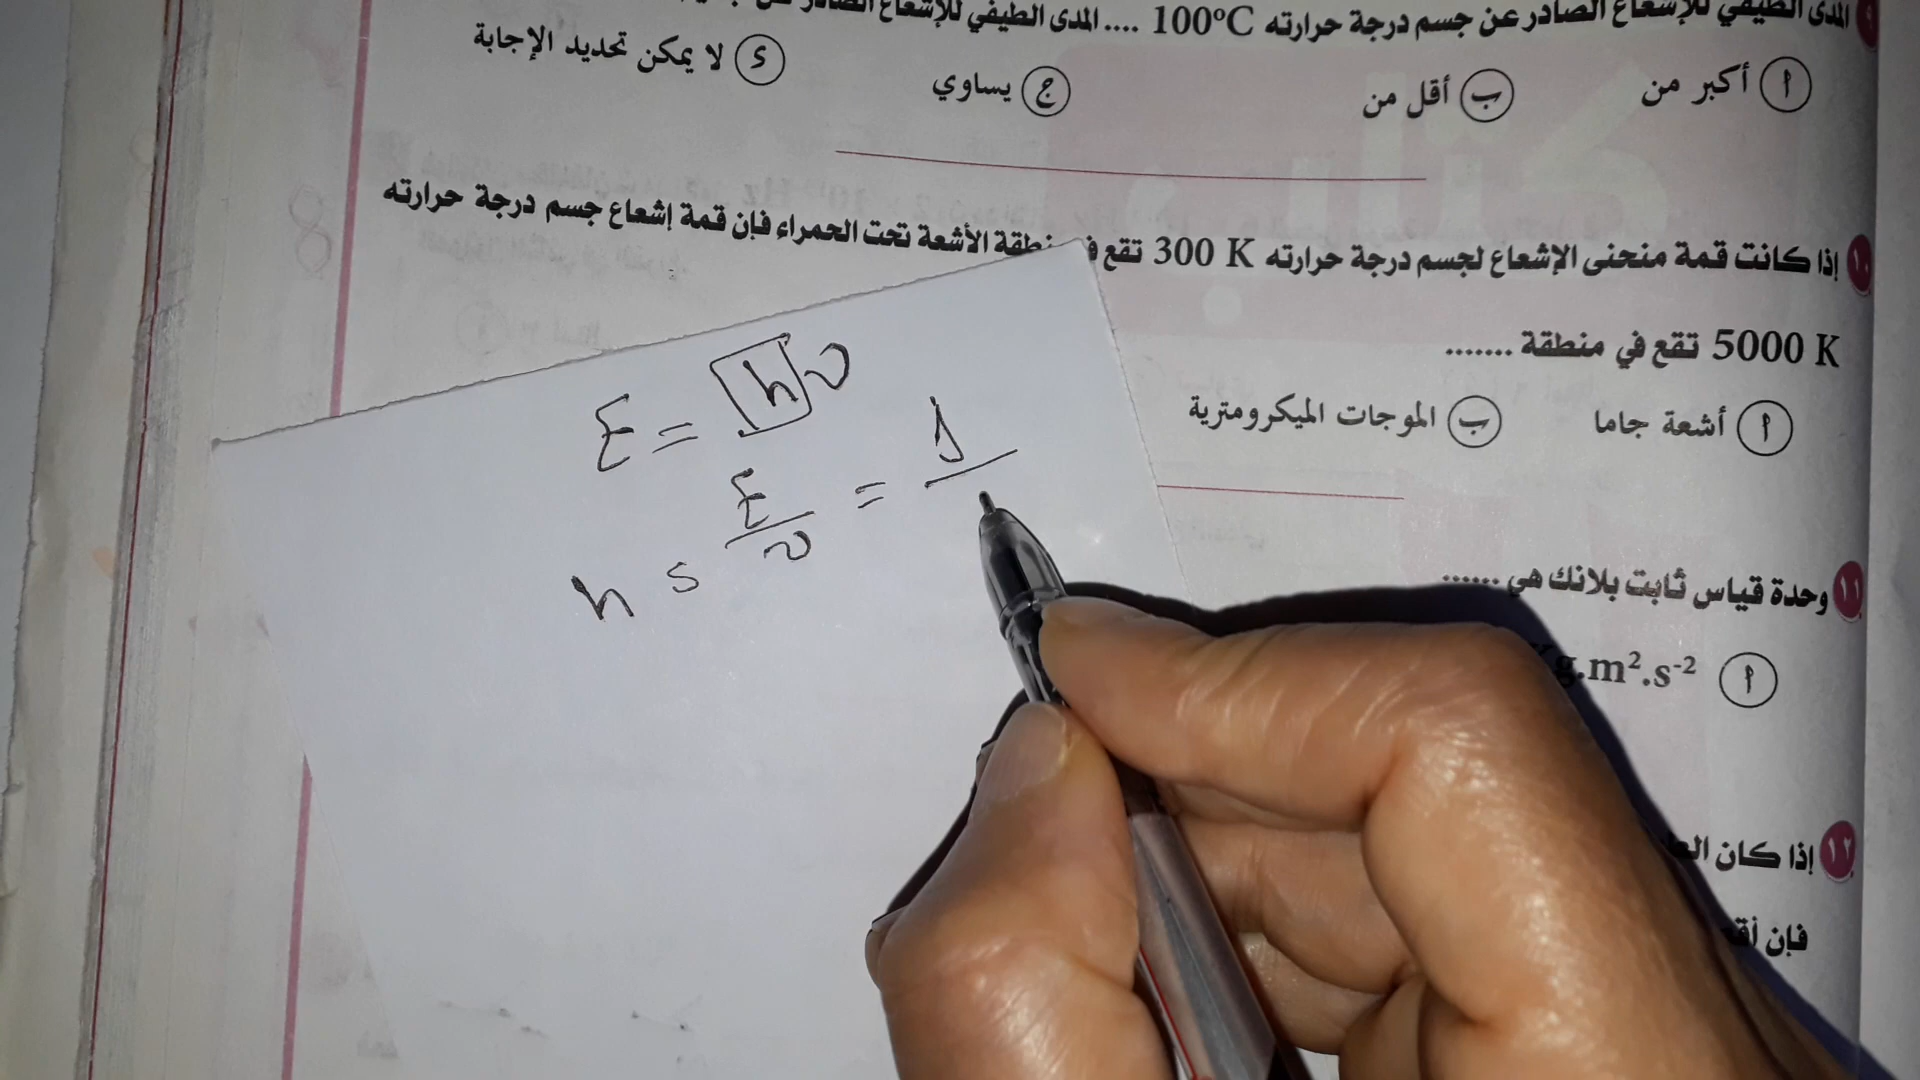 ٩ المدى الطيفي للإشعاع الصادر عن جسم درجة حرارته 100°C .... المدى الطيفي للإشعاع الصادر عن
أ أكبر من ب أقل من ج يساوي د لا يمكن تحديد الإجابة
١٠ إذا كانت قمة منحنى الإشعاع لجسم درجة حرارته 300 K تقع منطقة الأشعة تحت الحمراء فإن قمة إشعاع جسم درجة حرارته
5000 K تقع في منطقة .......
أ أشعة جاما ب الموجات الميكرومترية
E = hν
h = E/ν = J/
١١ وحدة قياس ثابت بلانك هي ......
أ Kg.m².s⁻²
١٢ إذا كان
فإن